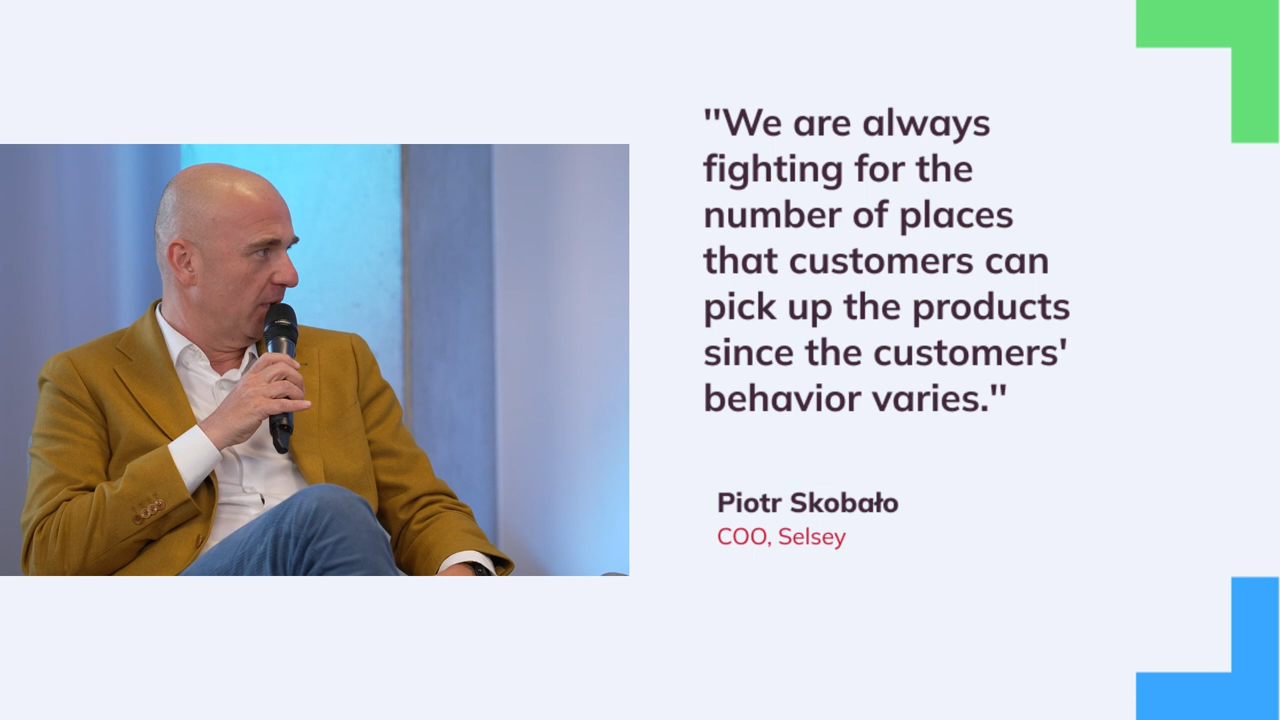 "We are always
fighting for the
number of places
that customers can
pick up the products
since the customers'
behavior varies."
Piotr Skobało
COO, Selsey